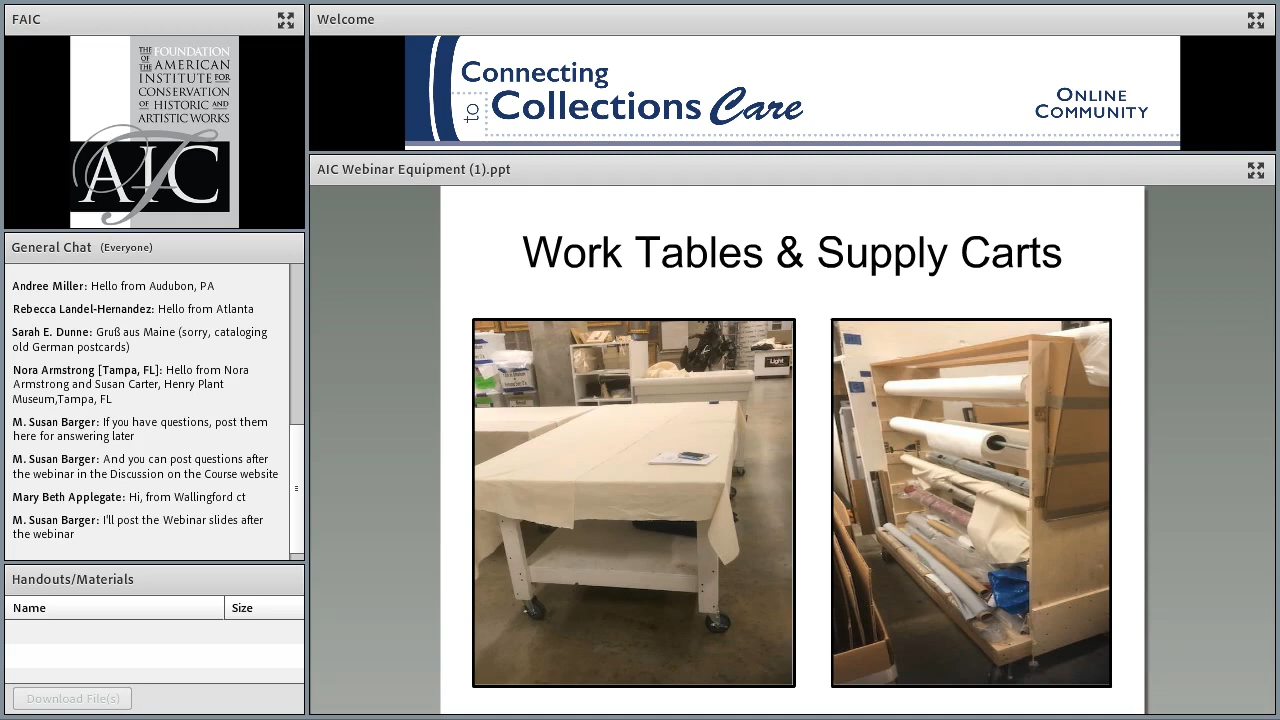 FAIC
THE FOUNDATION
OF THE AMERICAN
INSTITUTE FOR
CONSERVATION
OF HISTORIC AND
ARTISTIC WORKS
AIC
General Chat (Everyone)
Andree Miller: Hello from Audubon, PA
Rebecca Landel-Hernandez: Hello from Atlanta
Sarah E. Dunne: Gruß aus Maine (sorry, cataloging
old German postcards)
Nora Armstrong [Tampa, FL]: Hello from Nora
Armstrong and Susan Carter, Henry Plant
Museum,Tampa, FL
M. Susan Barger: If you have questions, post them
here for answering later
M. Susan Barger: And you can post questions after
the webinar in the Discussion on the Course website
Mary Beth Applegate: Hi, from Wallingford ct
M. Susan Barger: I'll post the Webinar slides after
the webinar
Handouts/Materials
Name Size
Download File(s)
Welcome
Connecting
to Collections Care
ONLINE
COMMUNITY
AIC Webinar Equipment (1).ppt
Work Tables & Supply Carts
Light